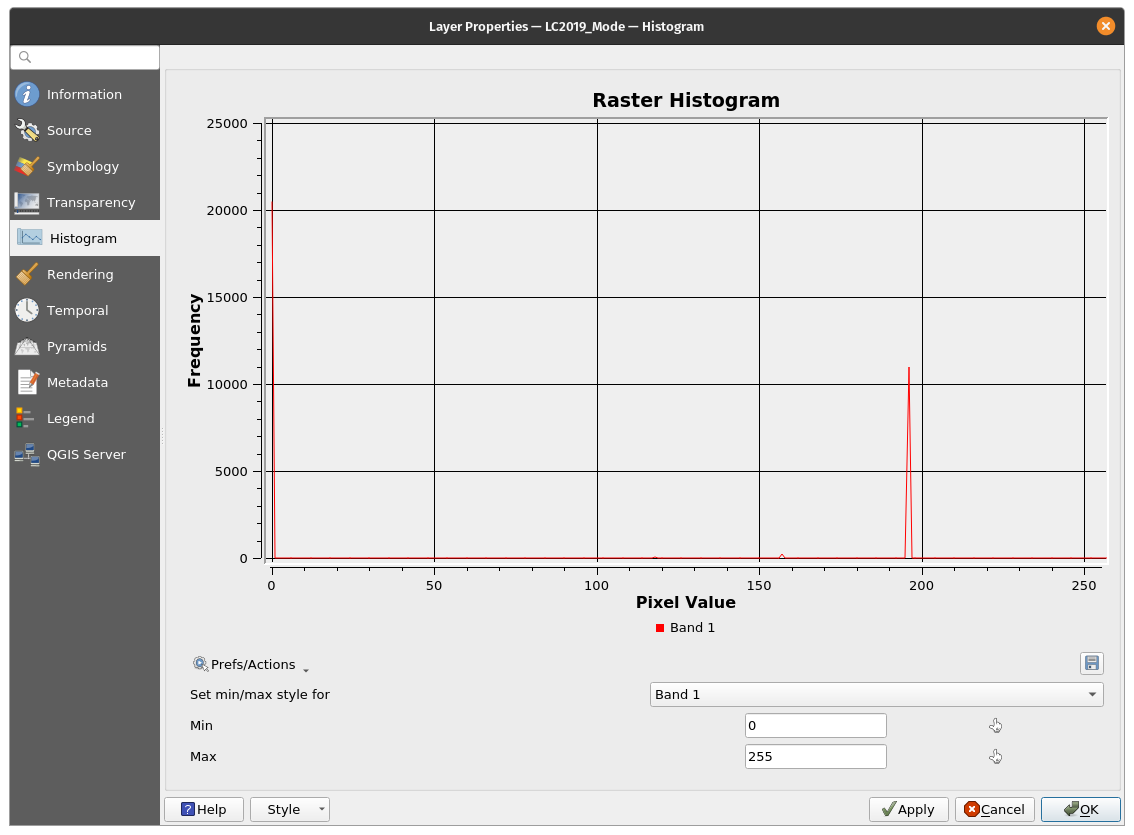 Layer Properties — LC2019_Mode — Histogram
Information
Source
Symbology
Transparency
Histogram
Rendering
Temporal
Pyramids
Metadata
Legend
QGIS Server
Raster Histogram
Frequency
25000
20000
15000
10000
5000
0
0 50 100 150 200 250
Pixel Value
Band 1
Prefs/Actions
Set min/max style for Band 1
Min 0
Max 255
? Help Style Apply Cancel OK